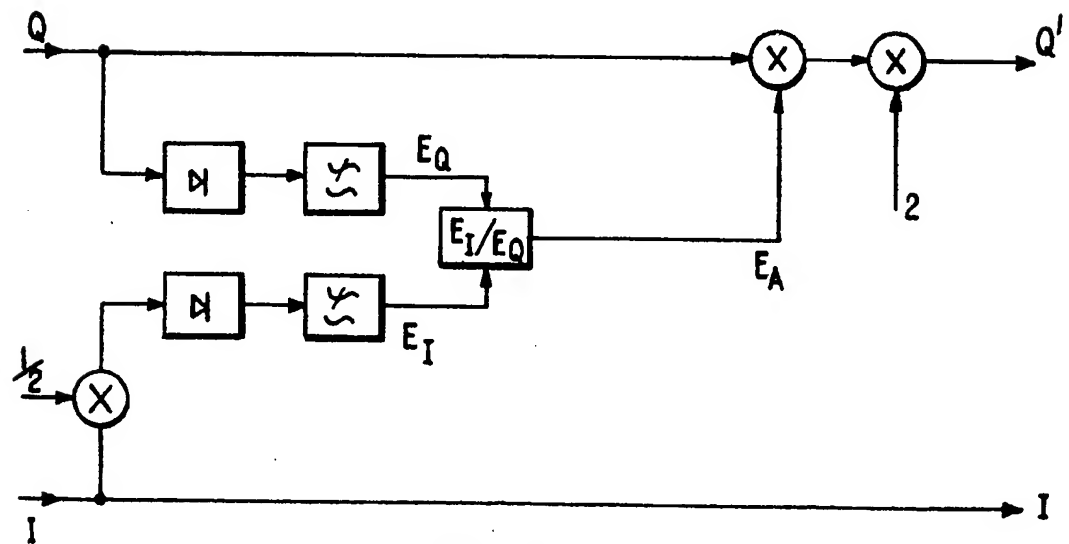 Q
Q'
X
X
E_Q
2
E_I/E_Q
E_A
E_I
1/2
X
I
I